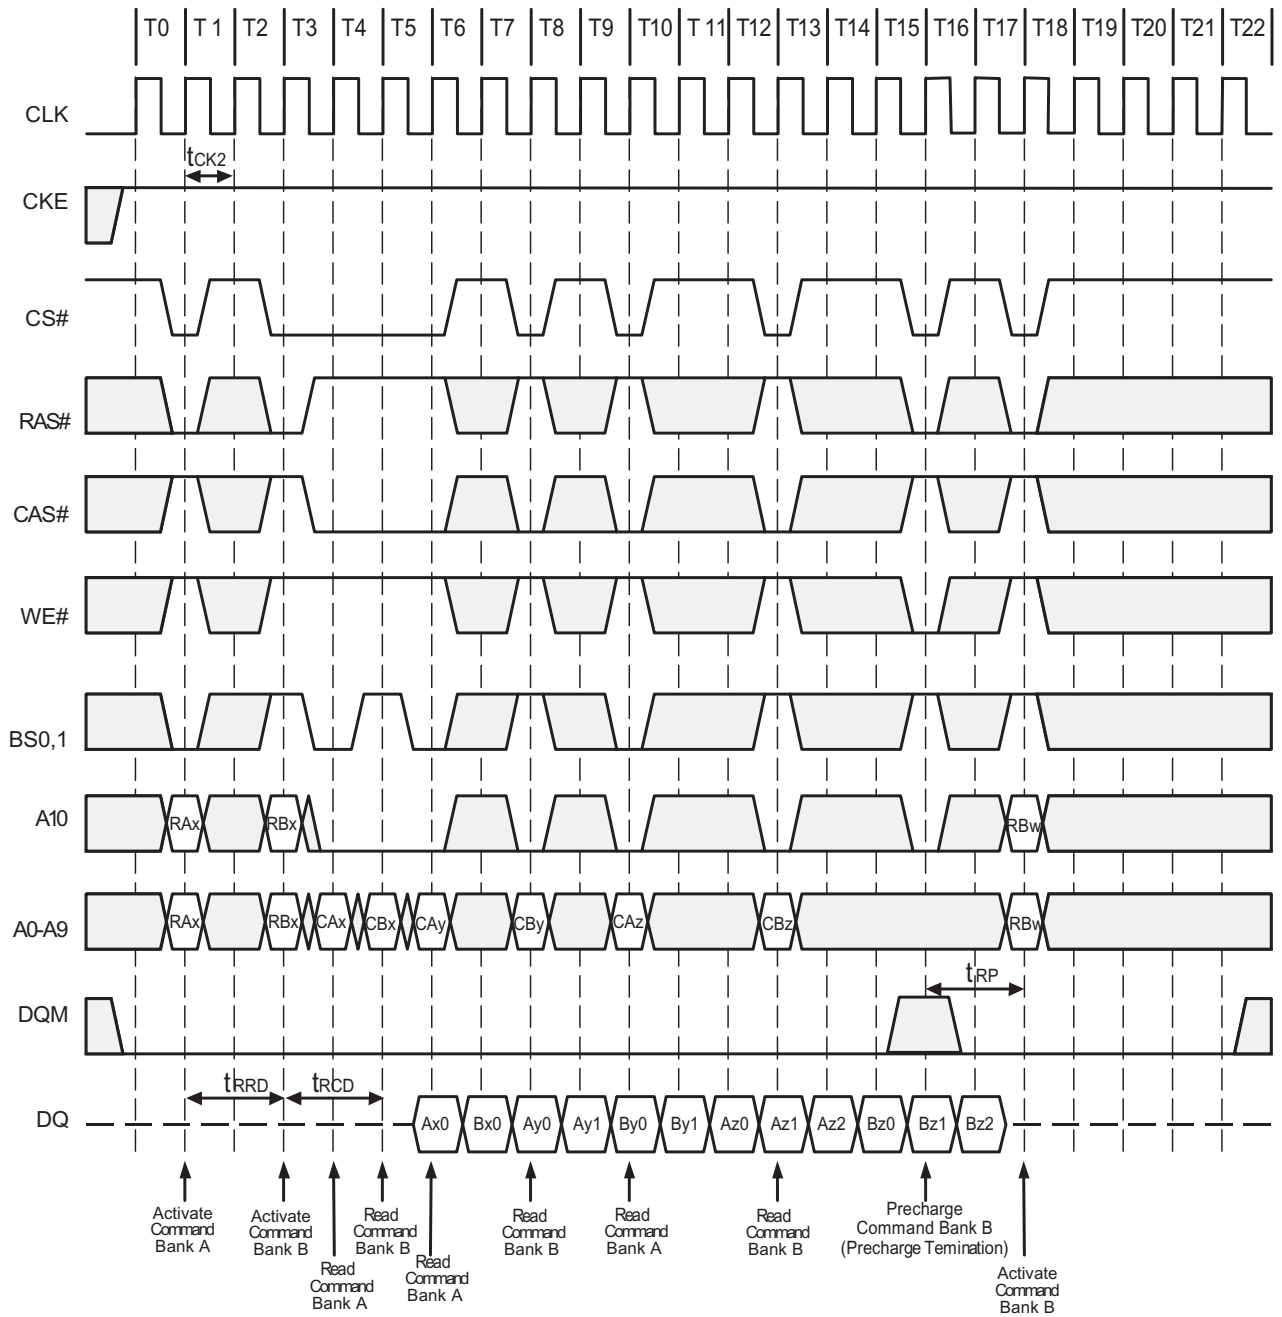 T0 T 1 T2 T3 T4 T5 T6 T7 T8 T9 T10 T 11 T12 T13 T14 T15 T16 T17 T18 T19 T20 T21 T22
CLK
tCK2
CKE
CS#
RAS#
CAS#
WE#
BS0,1
A10
RAx RBx RBw
A0-A9
RAx RBx CAx CBx CAy CBy CAz CBz RBw
tRP
DQM
tRRD tRCD
DQ
Ax0 Bx0 Ay0 Ay1 By0 By1 Az0 Az1 Az2 Bz0 Bz1 Bz2
Activate
Command
Bank A
Activate
Command
Bank B
Read
Command
Bank A
Read
Command
Bank B
Read
Command
Bank A
Read
Command
Bank B
Read
Command
Bank A
Read
Command
Bank B
Precharge
Command Bank B
(Precharge Temination)
Activate
Command
Bank B